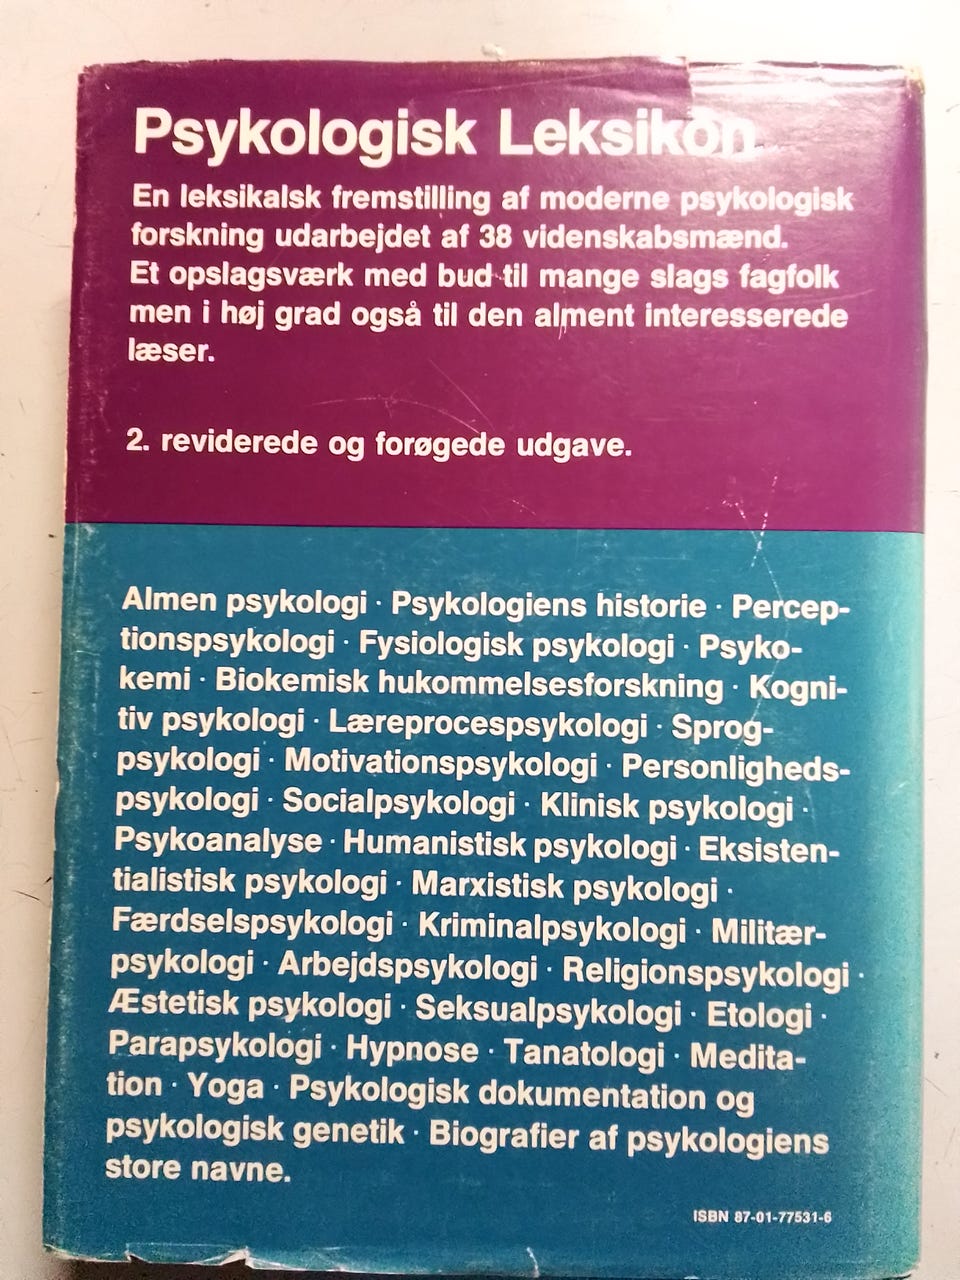 Psykologisk Leksikon
En leksikalsk fremstilling af moderne psykologisk
forskning udarbejdet af 38 videnskabsmænd.
Et opslagsværk med bud til mange slags fagfolk
men i høj grad også til den alment interesserede
læser.
2. reviderede og forøgede udgave.
Almen psykologi · Psykologiens historie · Percep-
tionspsykologi · Fysiologisk psykologi · Psyko-
kemi · Biokemisk hukommelsesforskning · Kogni-
tiv psykologi · Læreprocespsykologi · Sprog-
psykologi · Motivationspsykologi · Personligheds-
psykologi · Socialpsykologi · Klinisk psykologi ·
Psykoanalyse · Humanistisk psykologi · Eksisten-
tialistisk psykologi · Marxistisk psykologi ·
Færdselspsykologi · Kriminalpsykologi · Militær-
psykologi · Arbejdspsykologi · Religionspsykologi ·
Æstetisk psykologi · Seksualpsykologi · Etologi ·
Parapsykologi · Hypnose · Tanatologi · Medita-
tion · Yoga · Psykologisk dokumentation og
psykologisk genetik · Biografier af psykologiens
store navne.
ISBN 87-01-77531-6